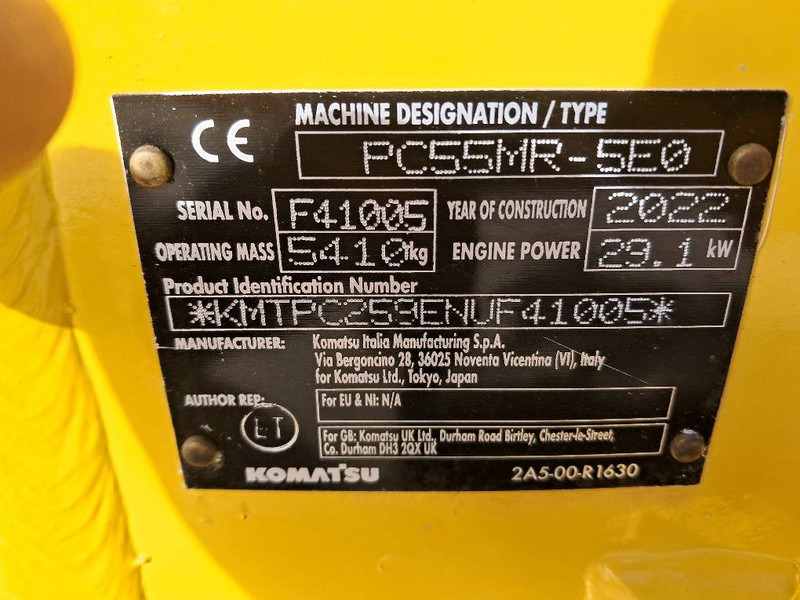 CE
MACHINE DESIGNATION / TYPE
PC55MR-5E0
SERIAL No. F41005 YEAR OF CONSTRUCTION 2022
OPERATING MASS 5410 kg ENGINE POWER 29.1 kW
Product Identification Number
*KMTPC259ENUF41005*
MANUFACTURER: Komatsu Italia Manufacturing S.p.A.
Via Bergoncino 28, 36025 Noventa Vicentina (VI), Italy
for Komatsu Ltd., Tokyo, Japan
AUTHOR REP.: For EU & NI: N/A
LT
For GB: Komatsu UK Ltd., Durham Road Birtley, Chester-le-Street,
Co. Durham DH3 2QX UK
KOMATSU 2A5-00-R1630